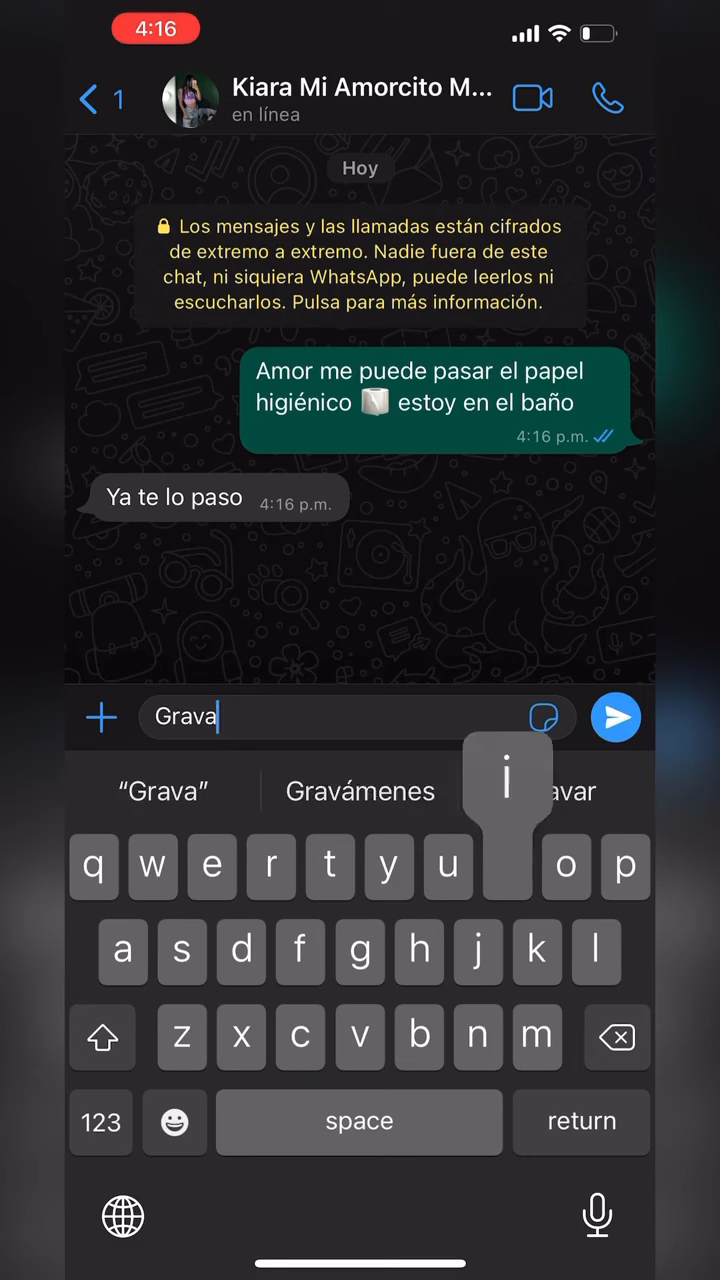 4:16
1
Kiara Mi Amorcito M...
en línea
Hoy
Los mensajes y las llamadas están cifrados
de extremo a extremo. Nadie fuera de este
chat, ni siquiera WhatsApp, puede leerlos ni
escucharlos. Pulsa para más información.
Amor me puede pasar el papel
higiénico 🧻 estoy en el baño
4:16 p.m.
Ya te lo paso 4:16 p.m.
Grava
“Grava” Gravámenes avar
i
q w e r t y u o p
a s d f g h j k l
z x c v b n m
123 space return